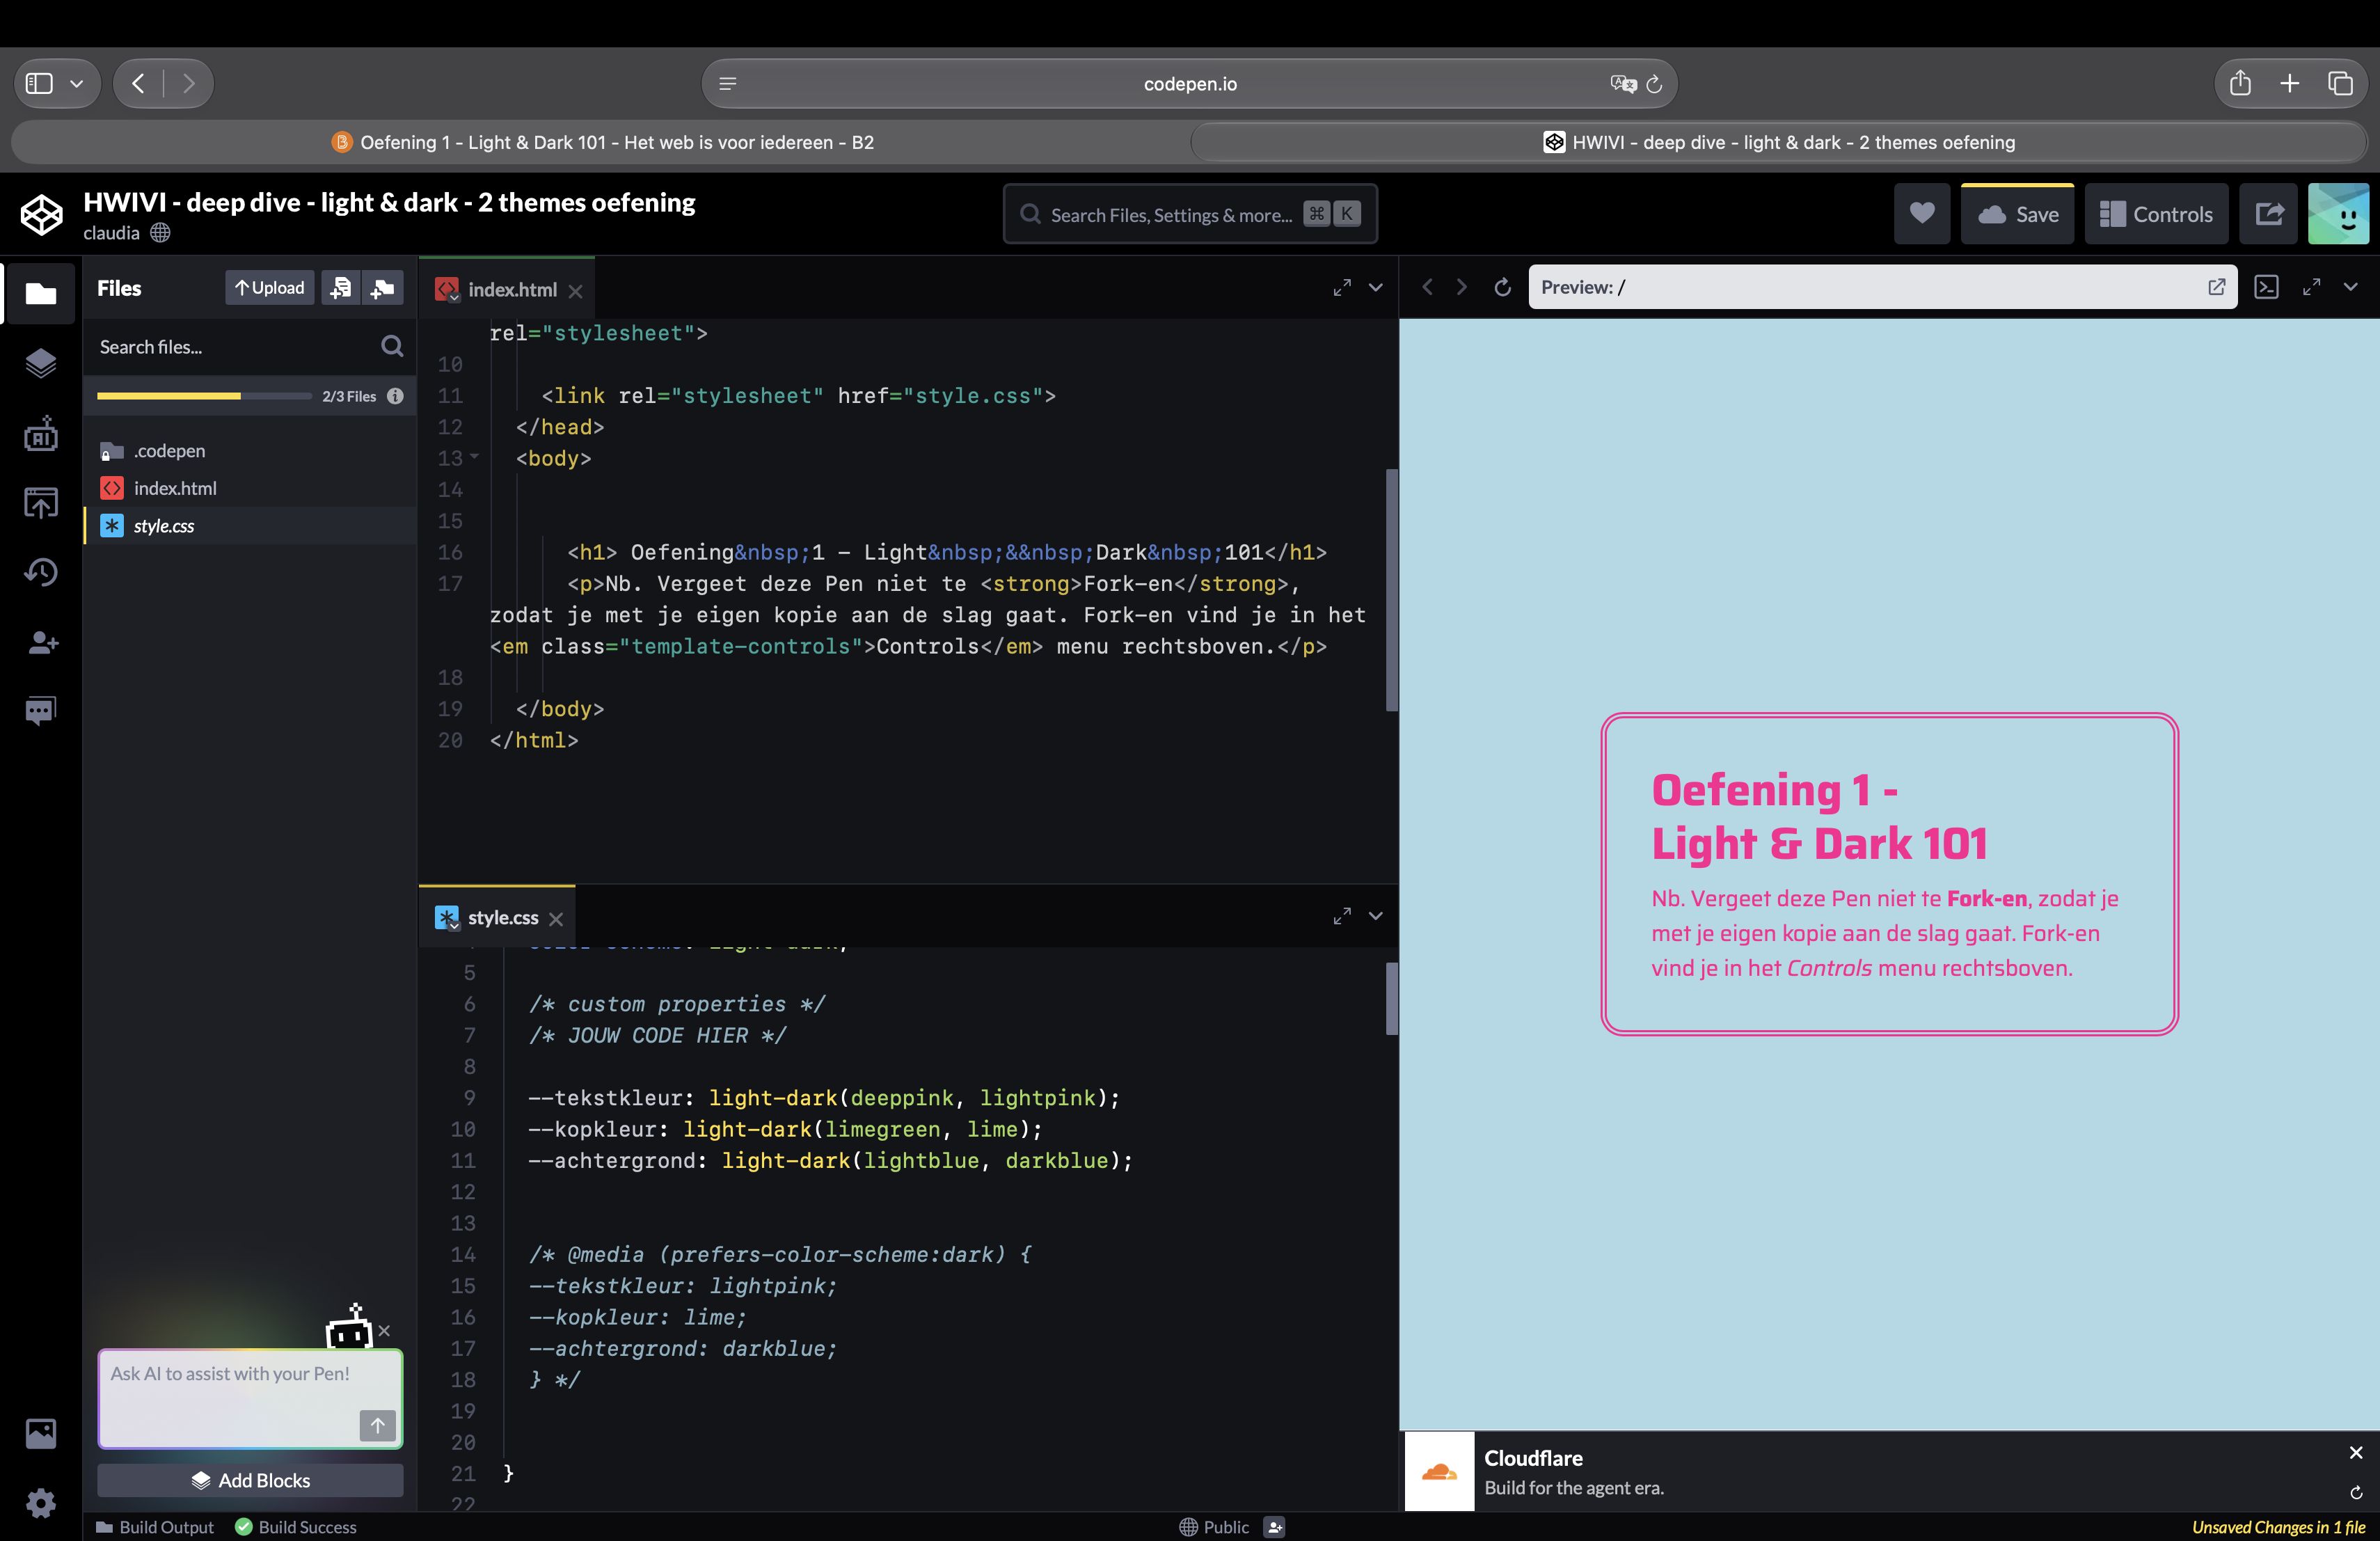 codepen.io
Oefening 1 - Light & Dark 101 - Het web is voor iedereen - B2
HWIVI - deep dive - light & dark - 2 themes oefening
HWIVI - deep dive - light & dark - 2 themes oefening
claudia
Search Files, Settings & more... ⌘ K
Save
Controls
Files
Upload
Search files...
2/3 Files
.codepen
index.html
style.css
Ask AI to assist with your Pen!
Add Blocks
index.html
rel="stylesheet">
10
11 <link rel="stylesheet" href="style.css">
12 </head>
13 <body>
14
15
16 <h1> Oefening&nbsp;1 - Light&nbsp;&&nbsp;Dark&nbsp;101</h1>
17 <p>Nb. Vergeet deze Pen niet te <strong>Fork-en</strong>,
zodat je met je eigen kopie aan de slag gaat. Fork-en vind je in het
<em class="template-controls">Controls</em> menu rechtsboven.</p>
18
19 </body>
20 </html>
style.css
5
6 /* custom properties */
7 /* JOUW CODE HIER */
8
9 --tekstkleur: light-dark(deeppink, lightpink);
10 --kopkleur: light-dark(limegreen, lime);
11 --achtergrond: light-dark(lightblue, darkblue);
12
13
14 /* @media (prefers-color-scheme:dark) {
15 --tekstkleur: lightpink;
16 --kopkleur: lime;
17 --achtergrond: darkblue;
18 } */
19
20
21 }
22
Preview: /
Oefening 1 -
Light & Dark 101
Nb. Vergeet deze Pen niet te Fork-en, zodat je
met je eigen kopie aan de slag gaat. Fork-en
vind je in het Controls menu rechtsboven.
Cloudflare
Build for the agent era.
Build Output
Build Success
Public
Unsaved Changes in 1 file